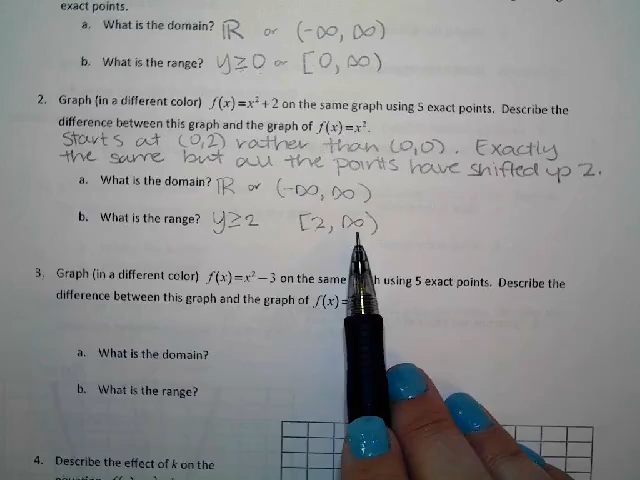 exact points.
a. What is the domain? ℝ or (-∞, ∞)
b. What is the range? y≥0 or [0, ∞)
2. Graph (in a different color) f(x)=x²+2 on the same graph using 5 exact points. Describe the
difference between this graph and the graph of f(x)=x².
Starts at (0,2) rather than (0,0). Exactly
the same but all the points have shifted up 2.
a. What is the domain? ℝ or (-∞, ∞)
b. What is the range? y≥2 [2, ∞)
3. Graph (in a different color) f(x)=x²-3 on the same h using 5 exact points. Describe the
difference between this graph and the graph of f(x)=
a. What is the domain?
b. What is the range?
4. Describe the effect of k on the